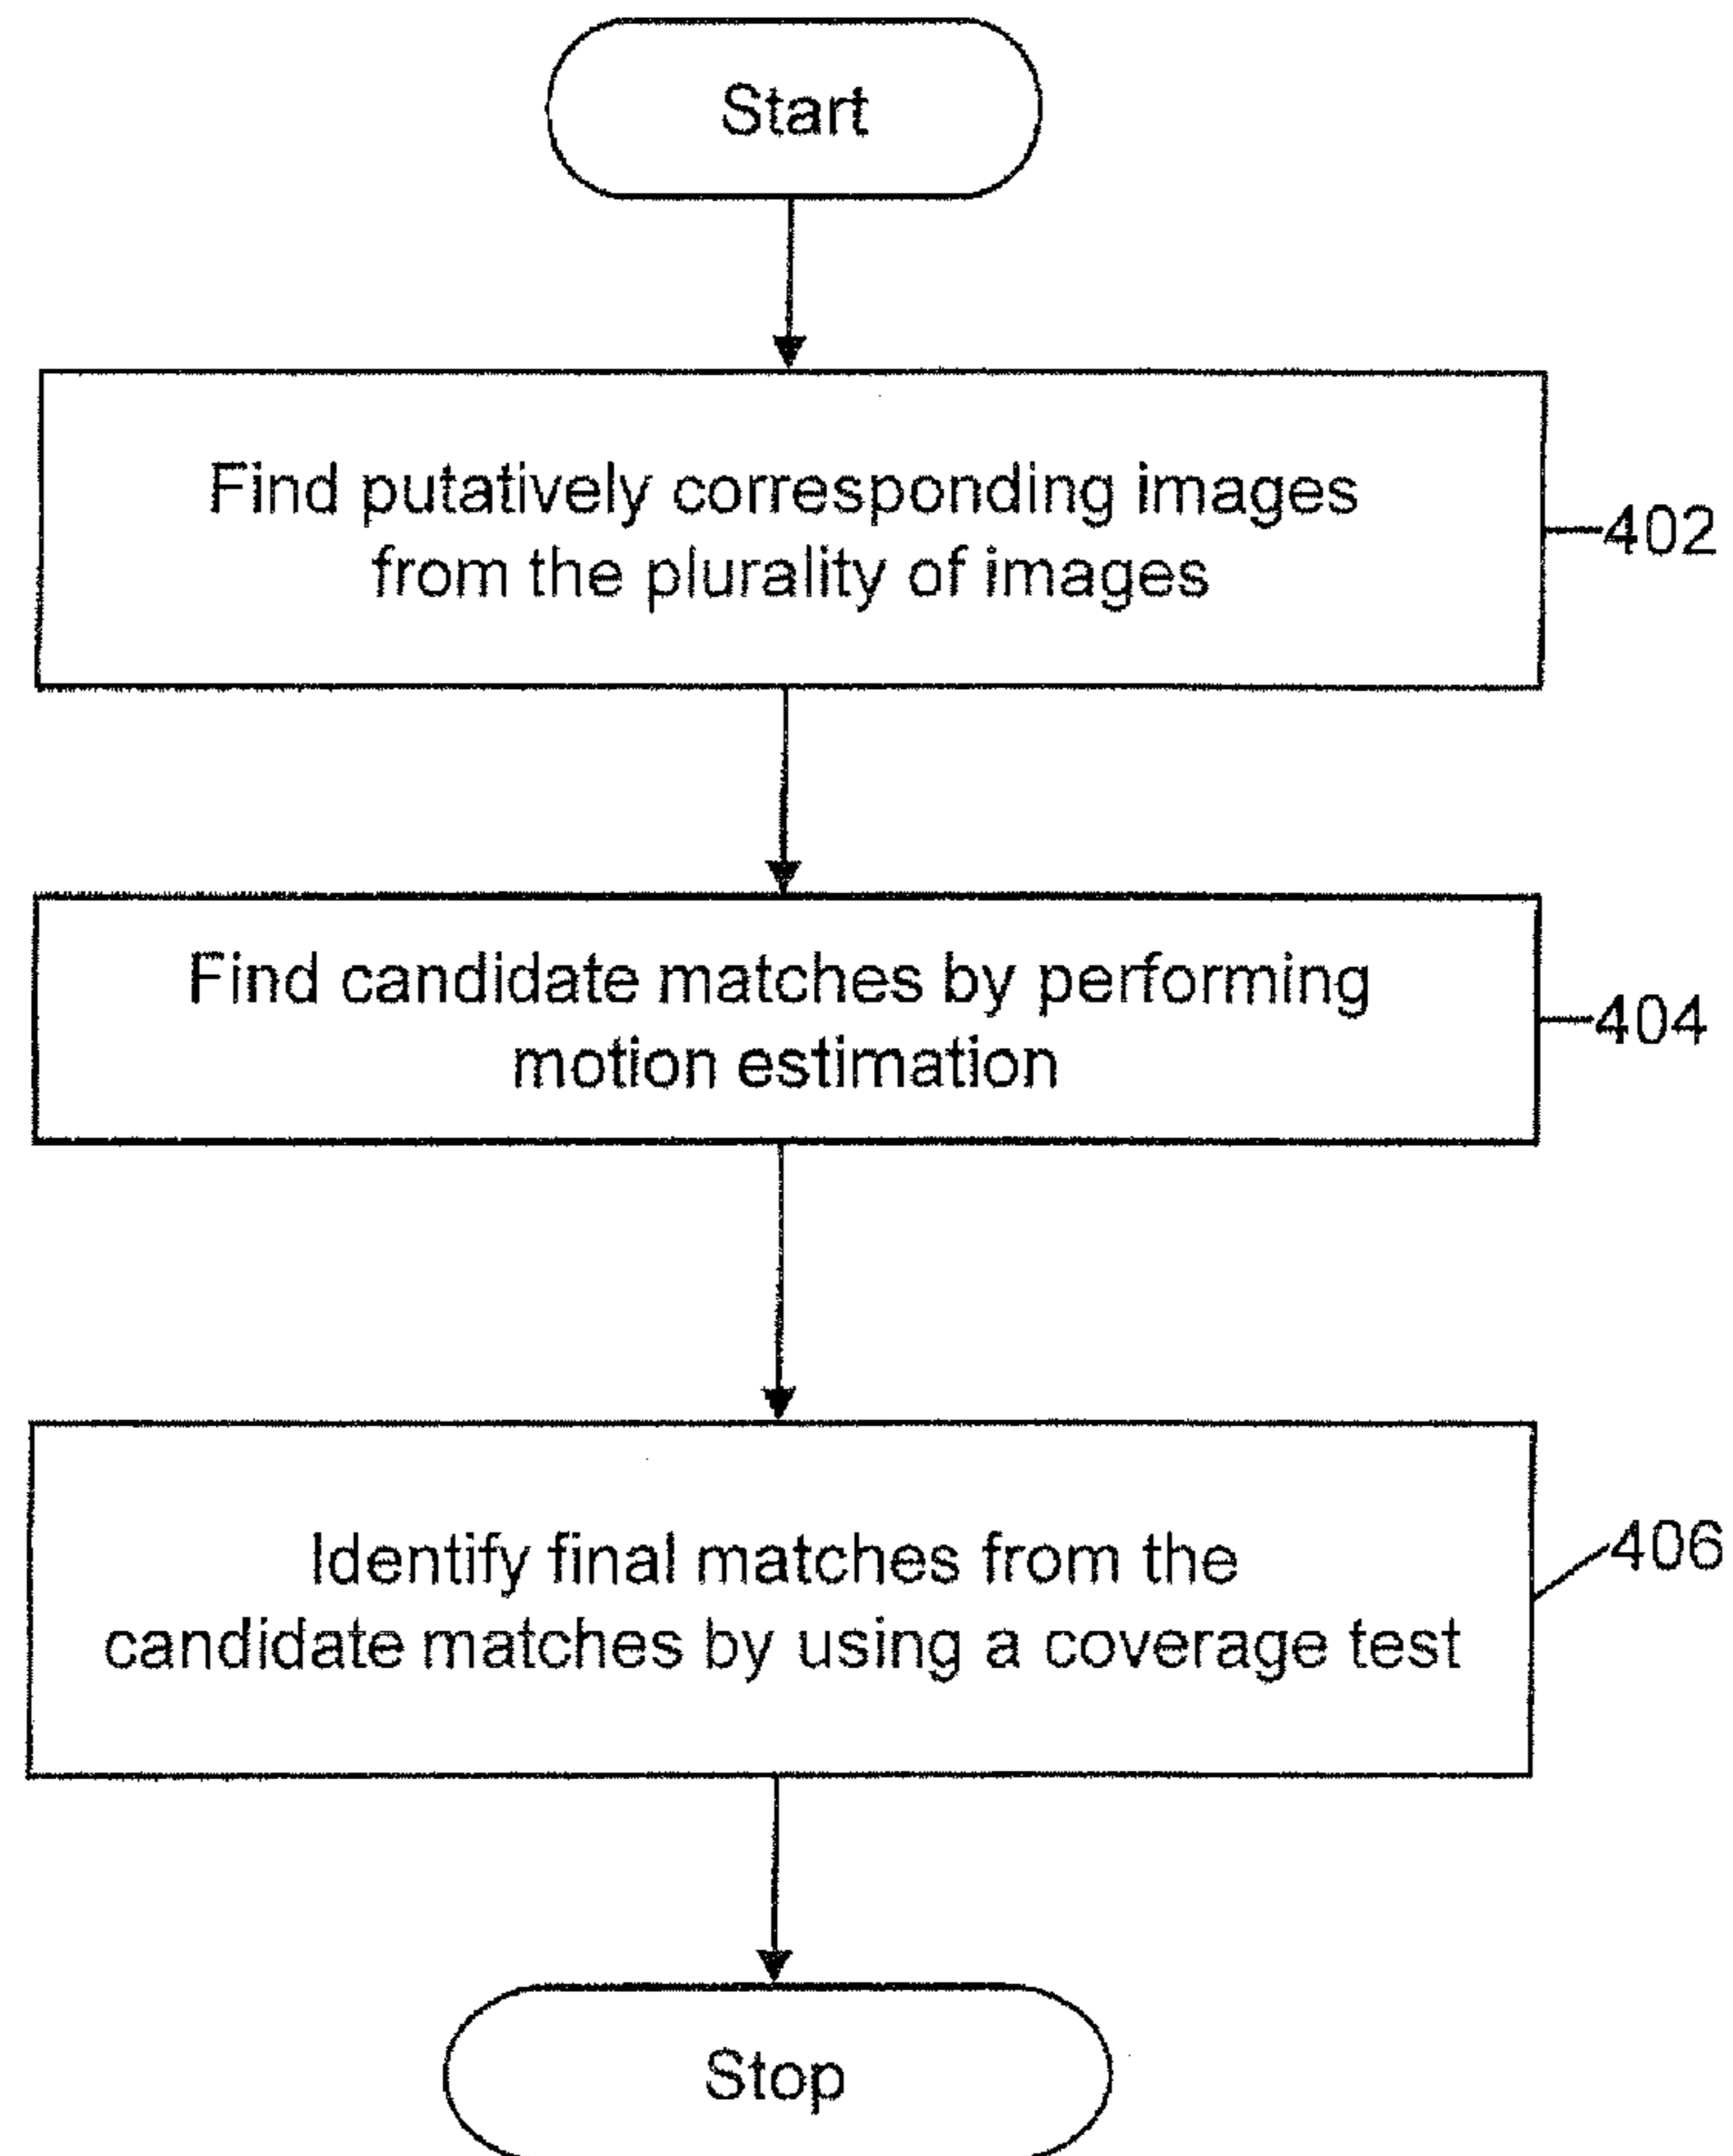 Start
Find putatively corresponding images
from the plurality of images
402
Find candidate matches by performing
motion estimation
404
Identify final matches from the
candidate matches by using a coverage test
406
Stop